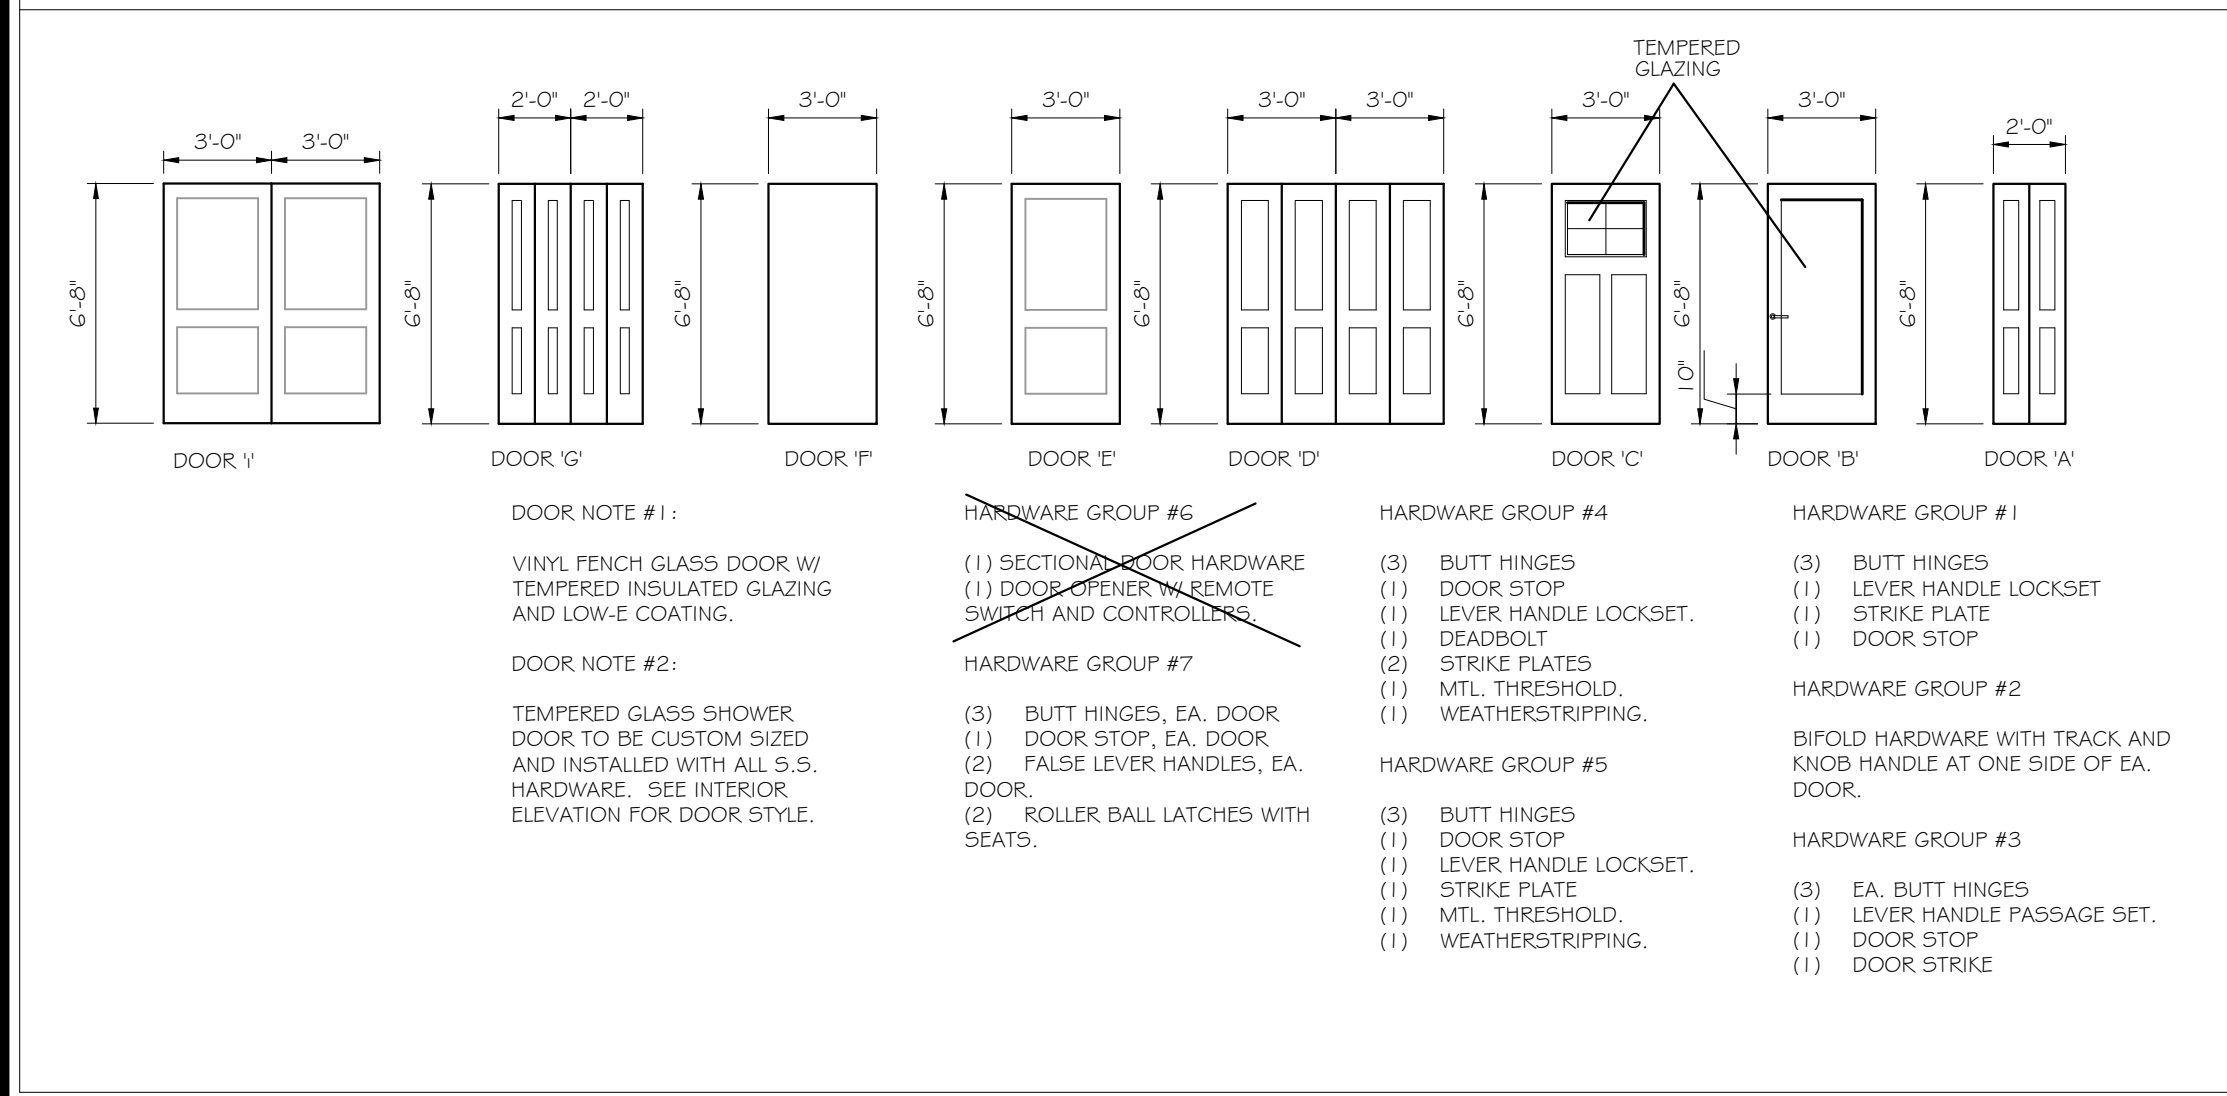 TEMPERED
GLAZING
3'-0" 3'-0"
6'-8"
DOOR 'i'
2'-0" 2'-0"
6'-8"
DOOR 'G'
3'-0"
6'-8"
DOOR 'F'
3'-0"
6'-8"
DOOR 'E'
3'-0" 3'-0"
6'-8"
DOOR 'D'
3'-0"
6'-8"
DOOR 'C'
3'-0"
6'-8"
10"
DOOR 'B'
2'-0"
6'-8"
DOOR 'A'
DOOR NOTE #1:
VINYL FENCH GLASS DOOR W/
TEMPERED INSULATED GLAZING
AND LOW-E COATING.
DOOR NOTE #2:
TEMPERED GLASS SHOWER
DOOR TO BE CUSTOM SIZED
AND INSTALLED WITH ALL S.S.
HARDWARE. SEE INTERIOR
ELEVATION FOR DOOR STYLE.
HARDWARE GROUP #6
(1) SECTIONAL DOOR HARDWARE
(1) DOOR OPENER W/ REMOTE
SWITCH AND CONTROLLERS.
HARDWARE GROUP #7
(3) BUTT HINGES, EA. DOOR
(1) DOOR STOP, EA. DOOR
(2) FALSE LEVER HANDLES, EA.
DOOR.
(2) ROLLER BALL LATCHES WITH
SEATS.
HARDWARE GROUP #4
(3) BUTT HINGES
(1) DOOR STOP
(1) LEVER HANDLE LOCKSET.
(1) DEADBOLT
(2) STRIKE PLATES
(1) MTL. THRESHOLD.
(1) WEATHERSTRIPPING.
HARDWARE GROUP #5
(3) BUTT HINGES
(1) DOOR STOP
(1) LEVER HANDLE LOCKSET.
(1) STRIKE PLATE
(1) MTL. THRESHOLD.
(1) WEATHERSTRIPPING.
HARDWARE GROUP #1
(3) BUTT HINGES
(1) LEVER HANDLE LOCKSET
(1) STRIKE PLATE
(1) DOOR STOP
HARDWARE GROUP #2
BIFOLD HARDWARE WITH TRACK AND
KNOB HANDLE AT ONE SIDE OF EA.
DOOR.
HARDWARE GROUP #3
(3) EA. BUTT HINGES
(1) LEVER HANDLE PASSAGE SET.
(1) DOOR STOP
(1) DOOR STRIKE